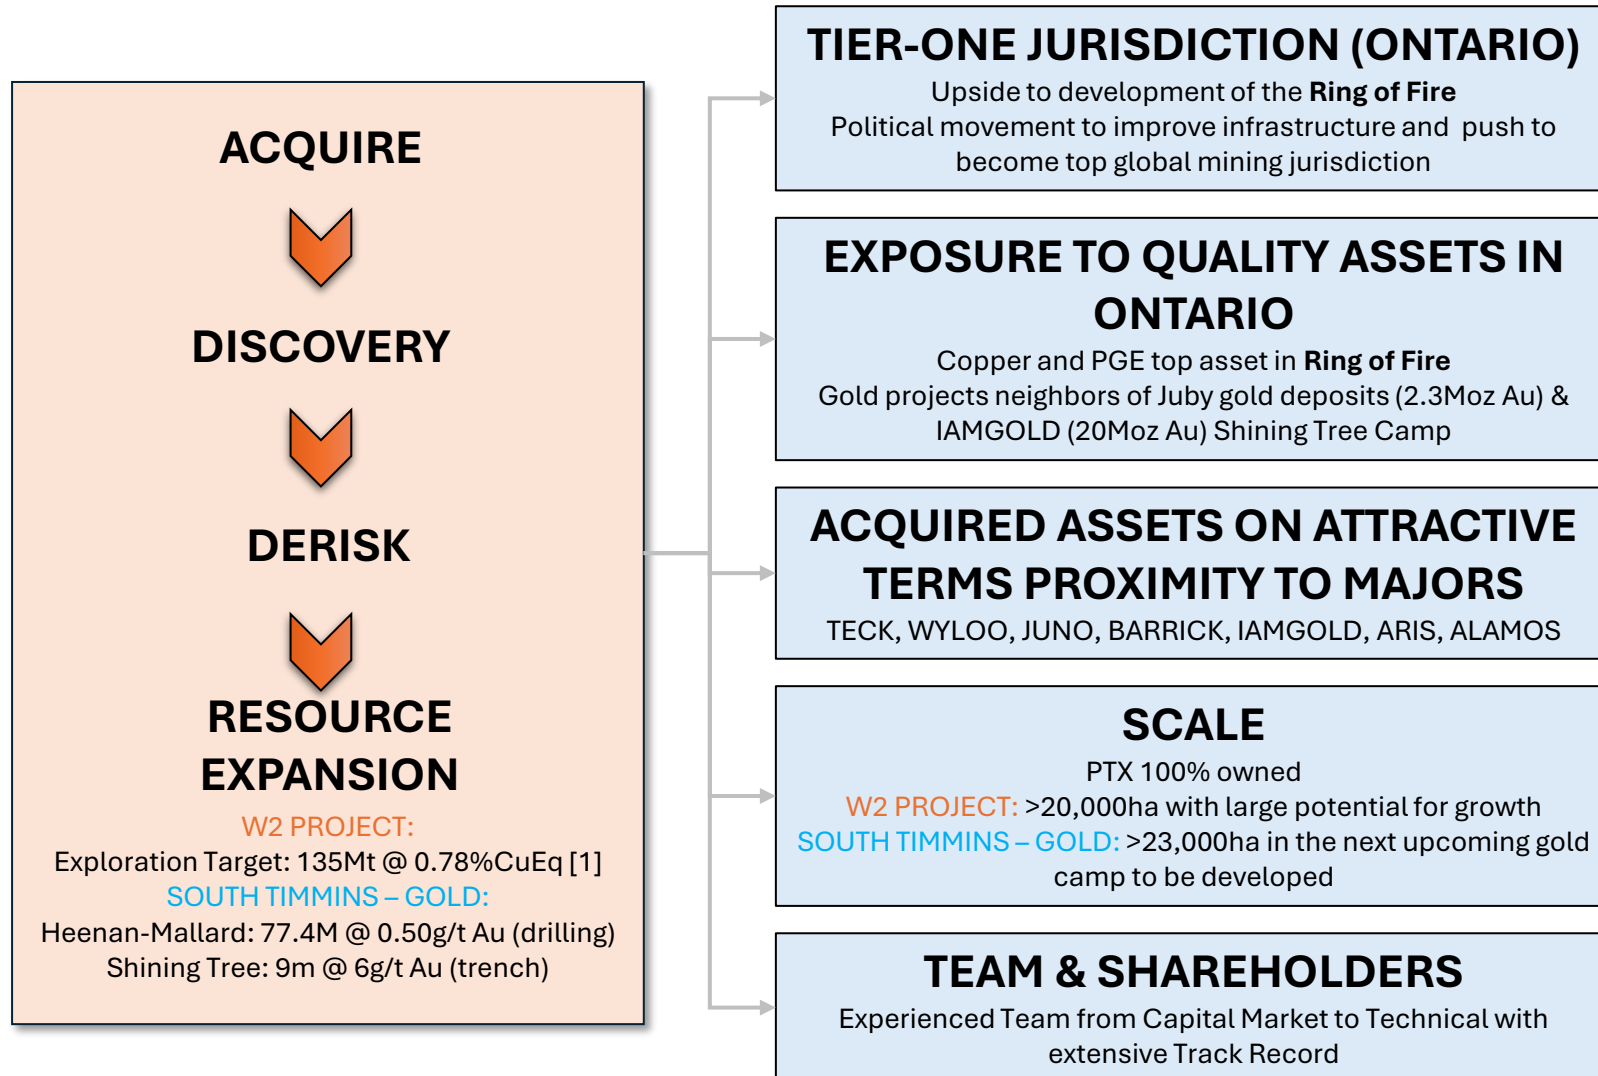 ACQUIRE
DISCOVERY
DERISK
RESOURCE
EXPANSION
W2 PROJECT:
Exploration Target: 135Mt @ 0.78%CuEq [1]
SOUTH TIMMINS – GOLD:
Heenan-Mallard: 77.4M @ 0.50g/t Au (drilling)
Shining Tree: 9m @ 6g/t Au (trench)
TIER-ONE JURISDICTION (ONTARIO)
Upside to development of the Ring of Fire
Political movement to improve infrastructure and push to
become top global mining jurisdiction
EXPOSURE TO QUALITY ASSETS IN
ONTARIO
Copper and PGE top asset in Ring of Fire
Gold projects neighbors of Juby gold deposits (2.3Moz Au) &
IAMGOLD (20Moz Au) Shining Tree Camp
ACQUIRED ASSETS ON ATTRACTIVE
TERMS PROXIMITY TO MAJORS
TECK, WYLOO, JUNO, BARRICK, IAMGOLD, ARIS, ALAMOS
SCALE
PTX 100% owned
W2 PROJECT: >20,000ha with large potential for growth
SOUTH TIMMINS – GOLD: >23,000ha in the next upcoming gold
camp to be developed
TEAM & SHAREHOLDERS
Experienced Team from Capital Market to Technical with
extensive Track Record